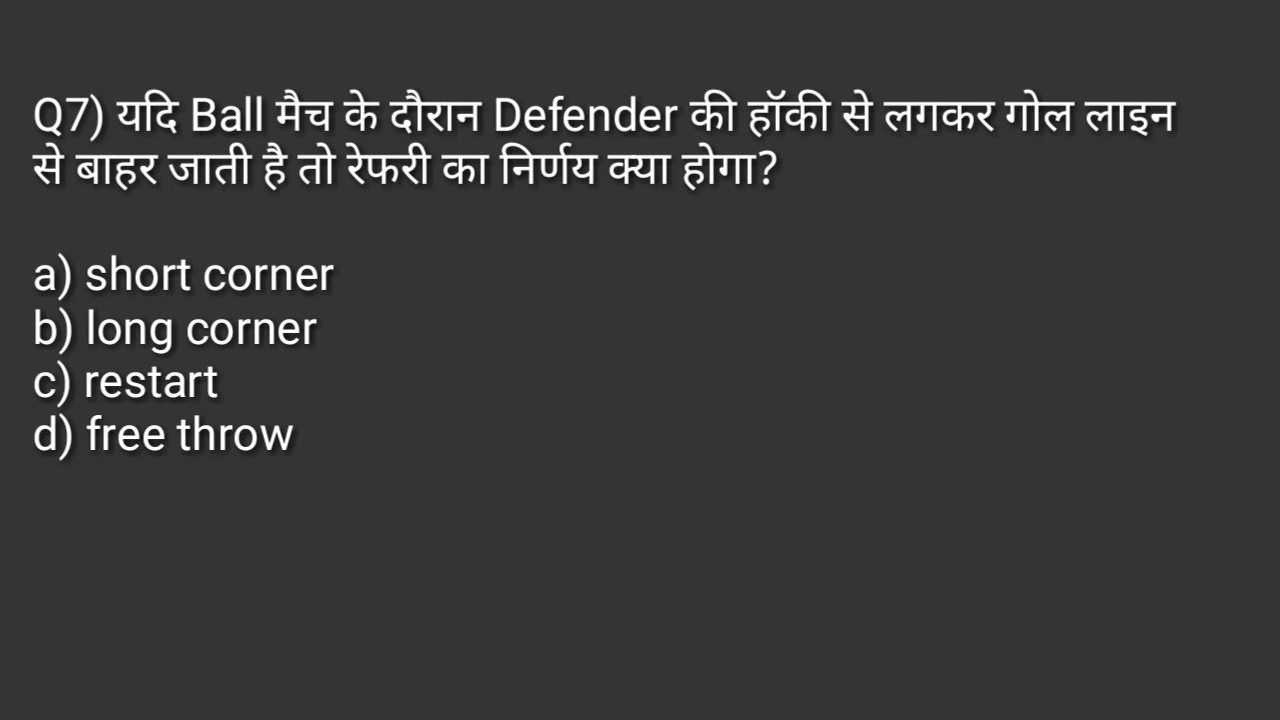 Q7) यदि Ball मैच के दौरान Defender की हॉकी से लगकर गोल लाइन
से बाहर जाती है तो रेफरी का निर्णय क्या होगा?
a) short corner
b) long corner
c) restart
d) free throw